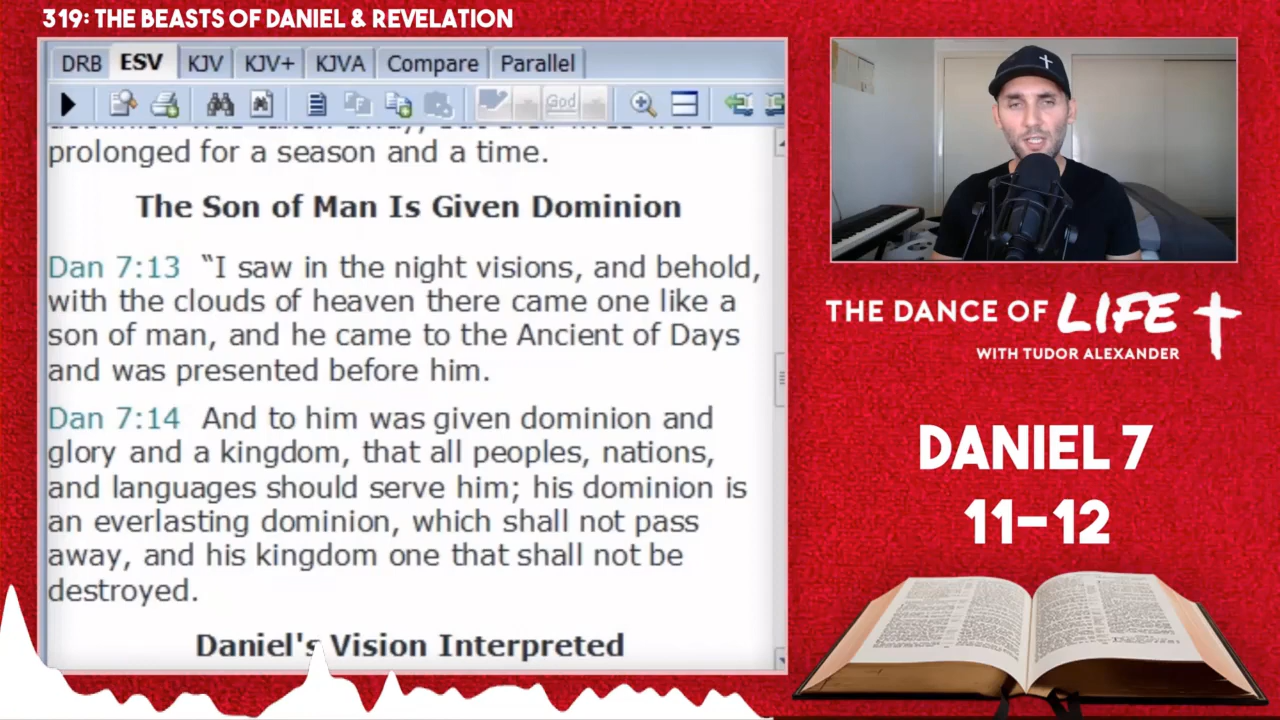 319: THE BEASTS OF DANIEL & REVELATION
DRB ESV KJV KJV+ KJVA Compare Parallel
God
prolonged for a season and a time.
The Son of Man Is Given Dominion
Dan 7:13 “I saw in the night visions, and behold,
with the clouds of heaven there came one like a
son of man, and he came to the Ancient of Days
and was presented before him.
Dan 7:14 And to him was given dominion and
glory and a kingdom, that all peoples, nations,
and languages should serve him; his dominion is
an everlasting dominion, which shall not pass
away, and his kingdom one that shall not be
destroyed.
Daniel's Vision Interpreted
THE DANCE OF LIFE
WITH TUDOR ALEXANDER
DANIEL 7
11-12